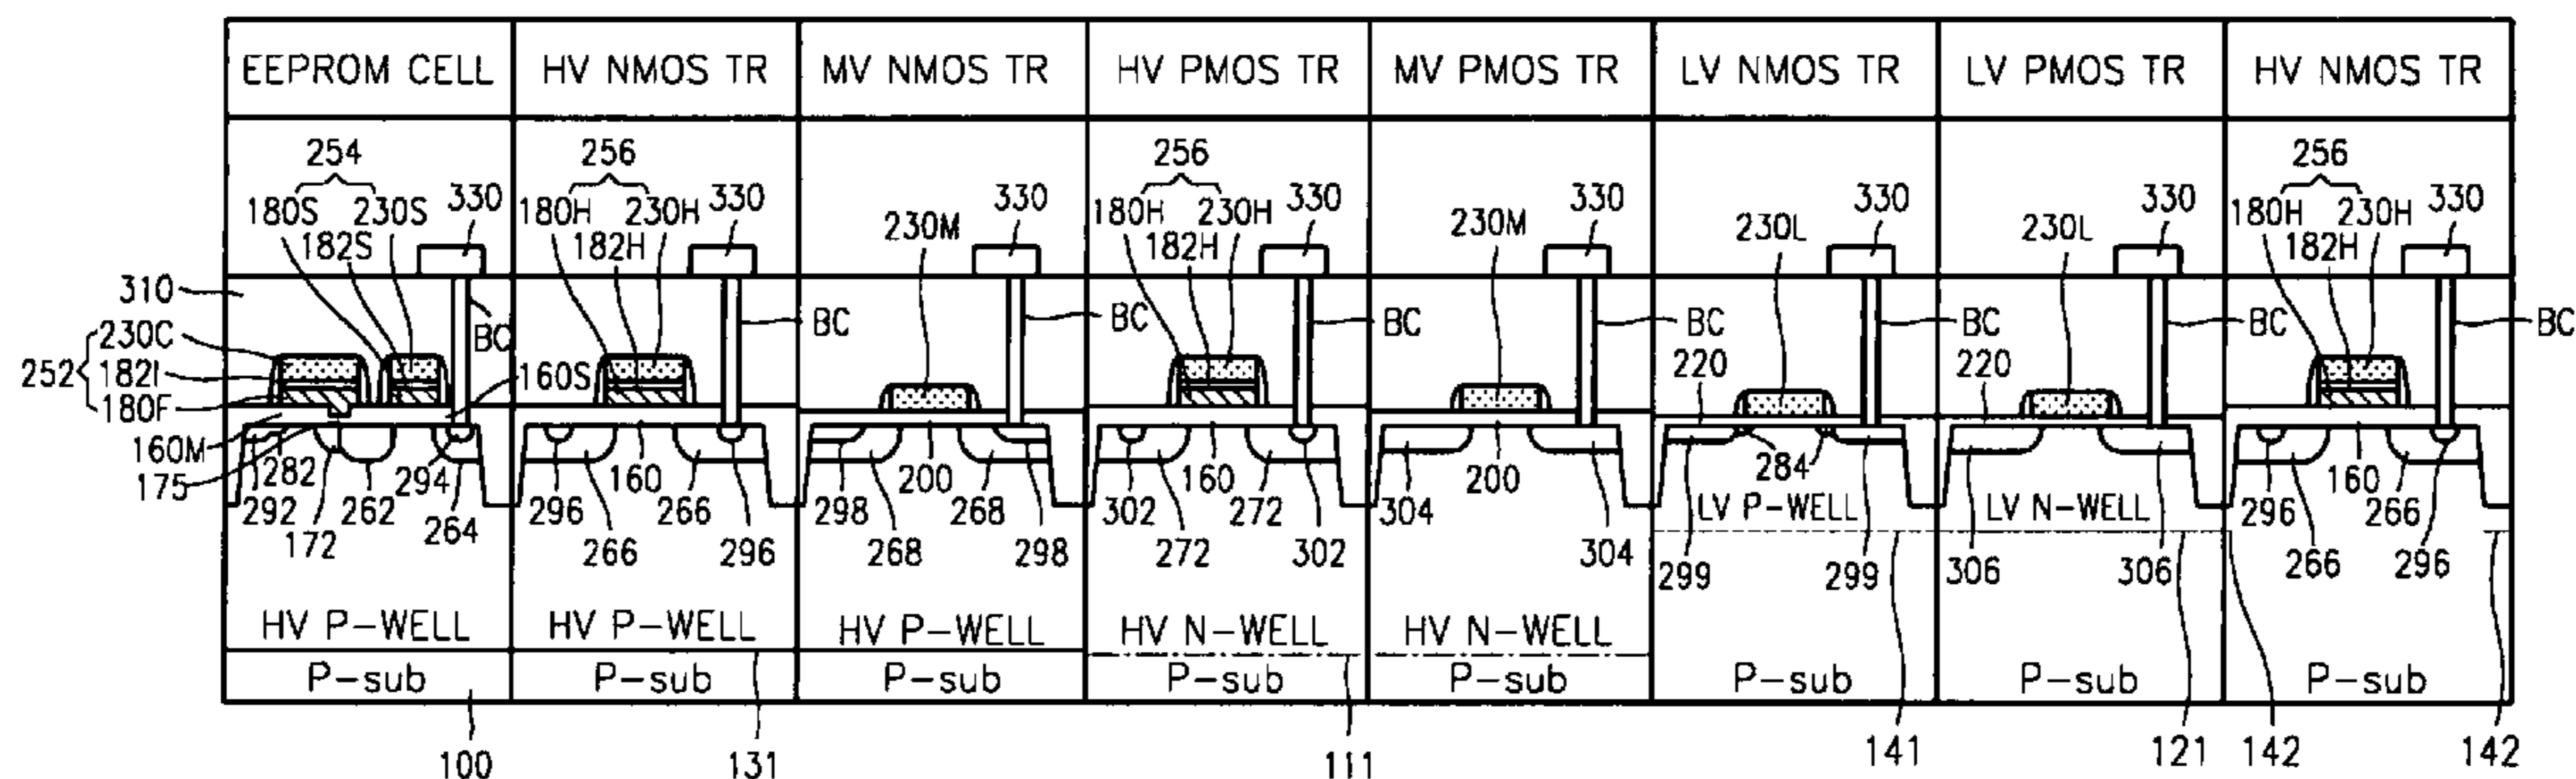 EEPROM CELL HV NMOS TR MV NMOS TR HV PMOS TR MV PMOS TR LV NMOS TR LV PMOS TR HV NMOS TR
254 256 256 256
180S 230S 330 180H 230H 330 330 180H 230H 330 330 330 330 180H 230H 330
182S 182H 230M 182H 230M 230L 230L 182H
310
BC BC BC BC BC BC BC BC
252 230C 182I 180F
160S 220 220
160M
175 282 294 284
292 262 296 160 266 298 200 268 302 160 272 304 200 LV P-WELL LV N-WELL 296 160 266
172 264 266 296 268 298 272 302 304 299 299 306 306 266 296
HV P-WELL HV P-WELL HV P-WELL HV N-WELL HV N-WELL
P-sub P-sub P-sub P-sub P-sub P-sub P-sub P-sub
100 131 111 141 121 142 142